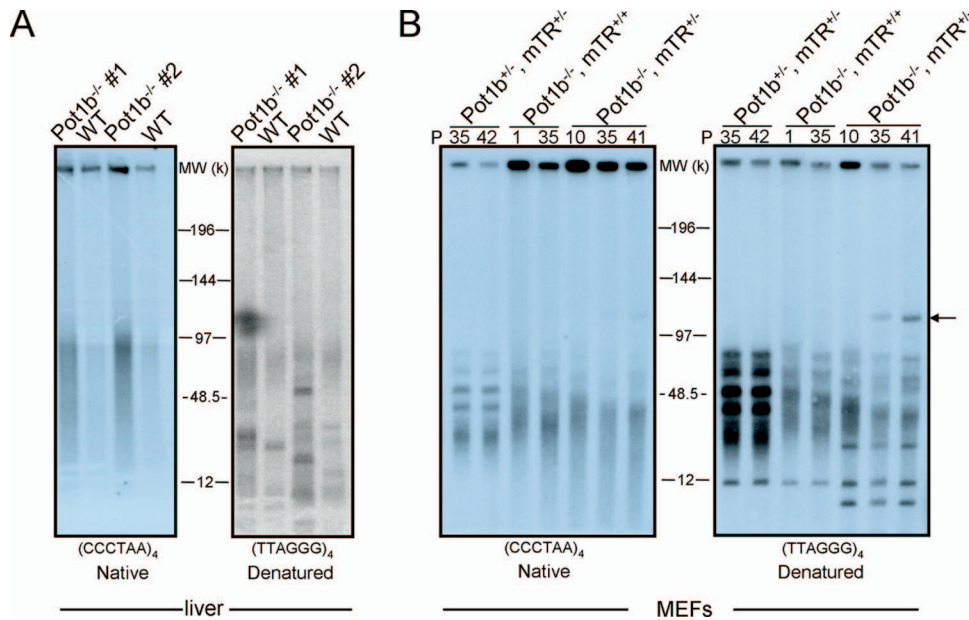 A
Pot1b-/- #1
WT
Pot1b-/- #2
WT
Pot1b-/- #1
WT
Pot1b-/- #2
WT
MW (k)
196
144
97
48.5
12
(CCCTAA)4
Native
(TTAGGG)4
Denatured
liver
B
Pot1b+/-, mTR+/-
Pot1b-/-, mTR+/+
Pot1b-/-, mTR+/-
Pot1b+/-, mTR+/-
Pot1b-/-, mTR+/+
Pot1b-/-, mTR+/-
P 35 42 1 35 10 35 41
P 35 42 1 35 10 35 41
MW (k)
196
144
97
48.5
12
(CCCTAA)4
Native
(TTAGGG)4
Denatured
MEFs